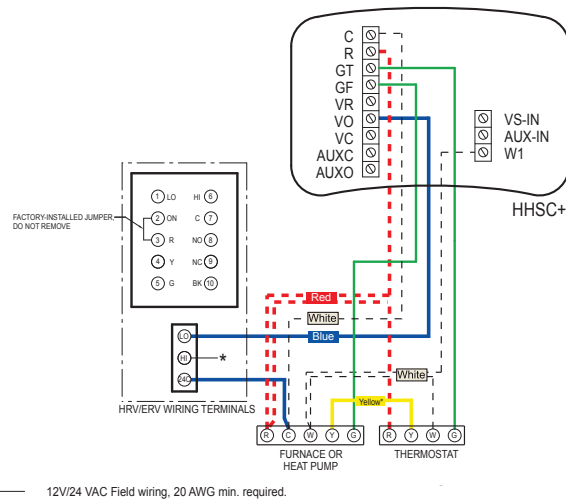 C
R
GT
GF
VR
VO
VC
AUXC
AUXO
VS-IN
AUX-IN
W1
HHSC+
1 LO HI 6
2 ON C 7
3 R NO 8
4 Y NC 9
5 G BK 10
FACTORY-INSTALLED JUMPER,
DO NOT REMOVE
Red
White
Blue
LO
HI *
24C
HRV/ERV WIRING TERMINALS
White
Yellow*
R C W Y G
R Y W G
FURNACE OR
HEAT PUMP
THERMOSTAT
12V/24 VAC Field wiring, 20 AWG min. required.